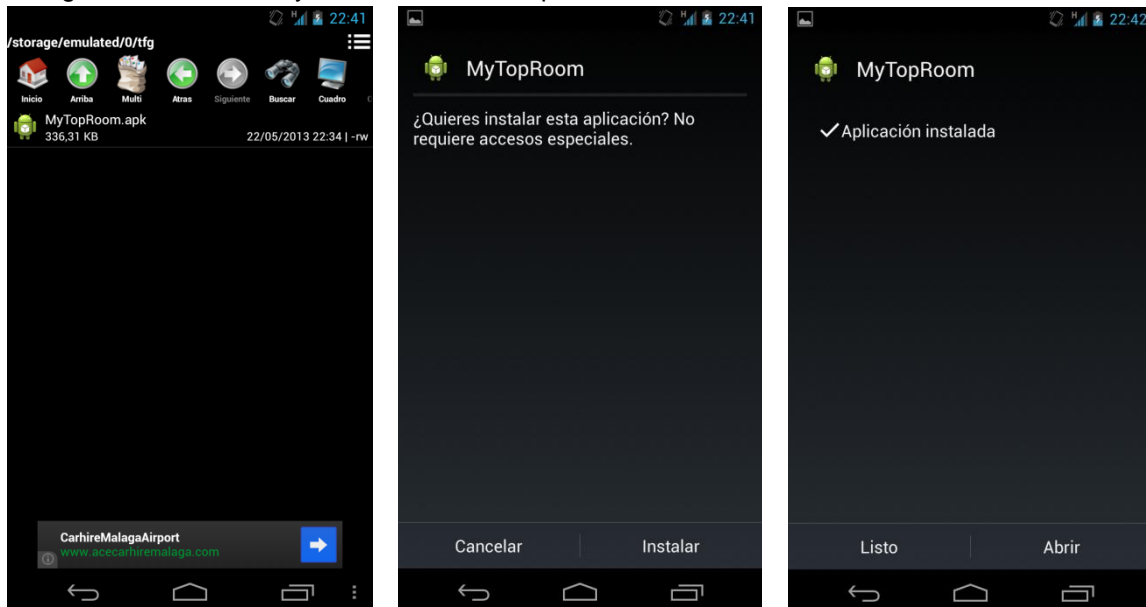 22:41
/storage/emulated/0/tfg
Inicio Arriba Multi Atras Siguiente Buscar Cuadro
MyTopRoom.apk
336,31 KB 22/05/2013 22:34 | -rw
CarhireMalagaAirport
www.acecarhiremalaga.com
22:41
MyTopRoom
¿Quieres instalar esta aplicación? No
requiere accesos especiales.
Cancelar Instalar
22:42
MyTopRoom
Aplicación instalada
Listo Abrir